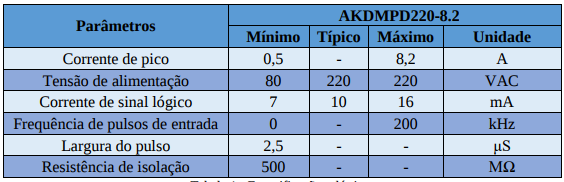 Parâmetros AKDMPD220-8.2
Mínimo Típico Máximo Unidade
Corrente de pico 0,5 - 8,2 A
Tensão de alimentação 80 220 220 VAC
Corrente de sinal lógico 7 10 16 mA
Frequência de pulsos de entrada 0 - 200 kHz
Largura do pulso 2,5 - - µS
Resistência de isolação 500 - - MΩ